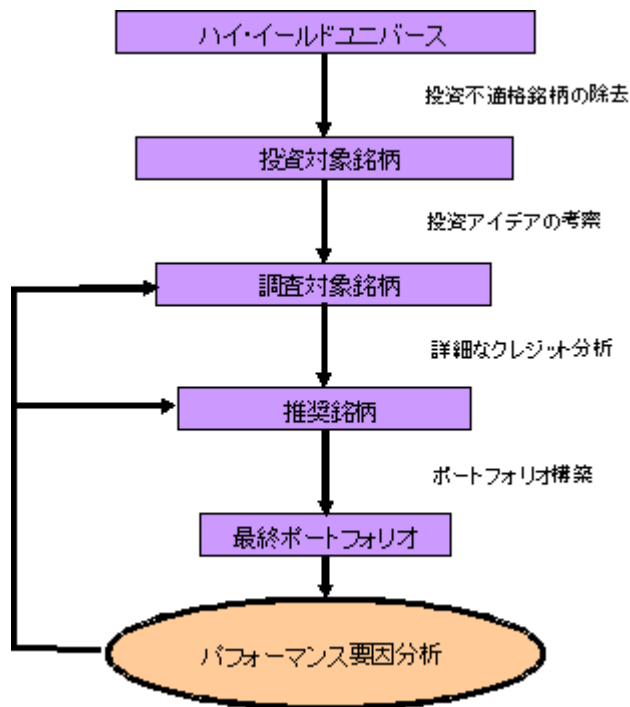 ハイ・イールドユニバース
投資不適格銘柄の除去
投資対象銘柄
投資アイデアの考察
調査対象銘柄
詳細なクレジット分析
推奨銘柄
ポートフォリオ構築
最終ポートフォリオ
パフォーマンス要因分析